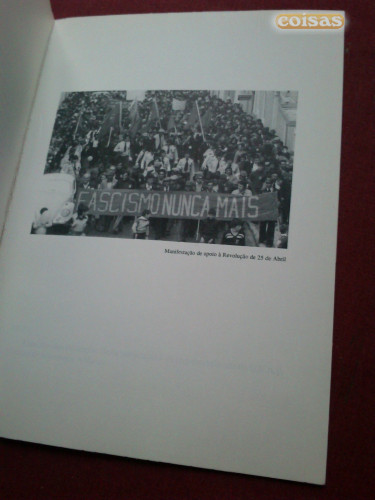 coisas
FASCISMO NUNCA MAIS
Manifestação de apoio à Revolução de 25 de Abril